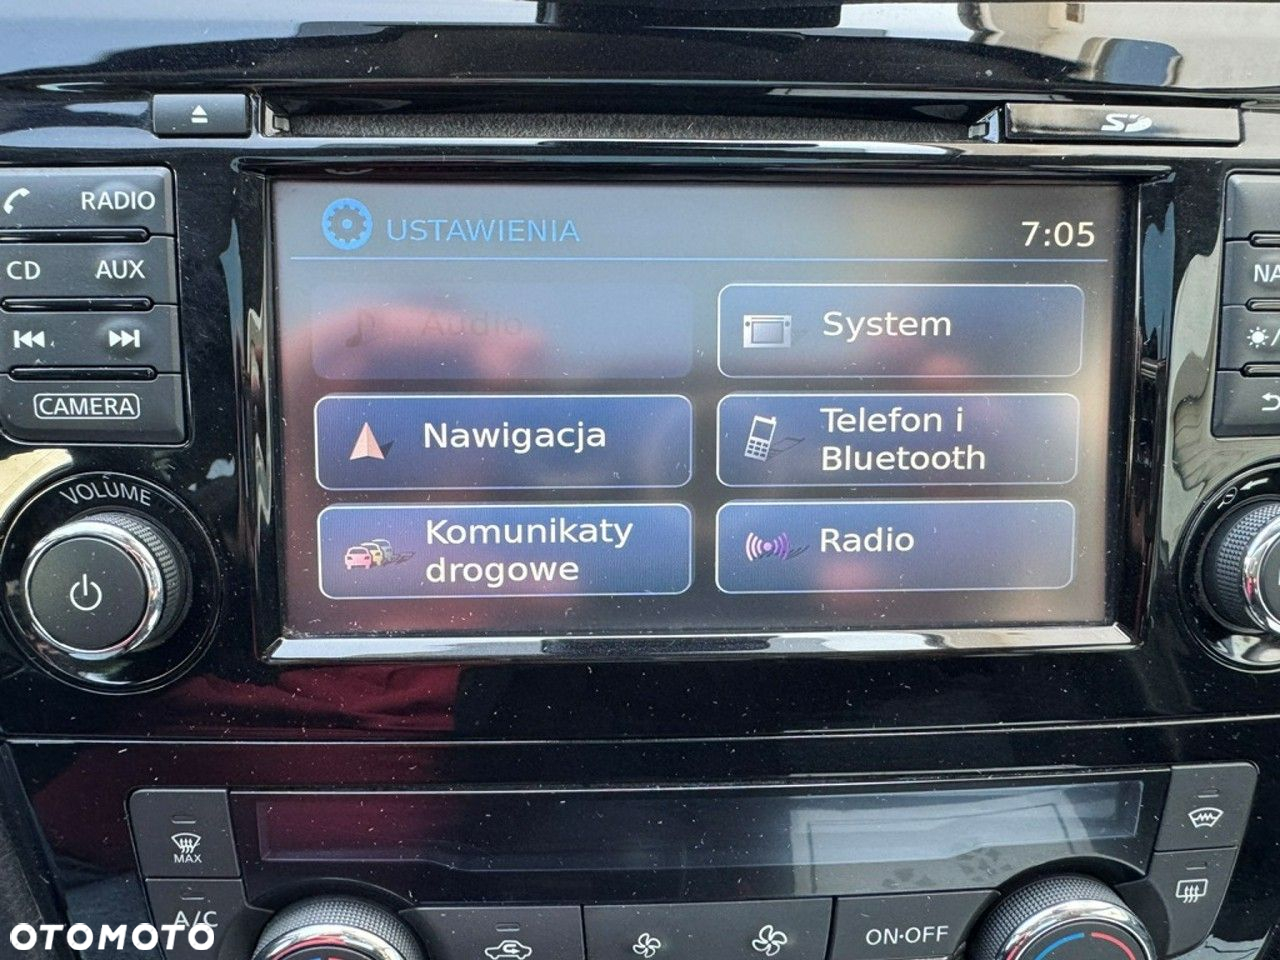 SD
RADIO
CD AUX
CAMERA
VOLUME
USTAWIENIA 7:05
Audio
System
Nawigacja
Telefon i
Bluetooth
Komunikaty
drogowe
Radio
MAX
A/C
ON·OFF
OTOMOTO